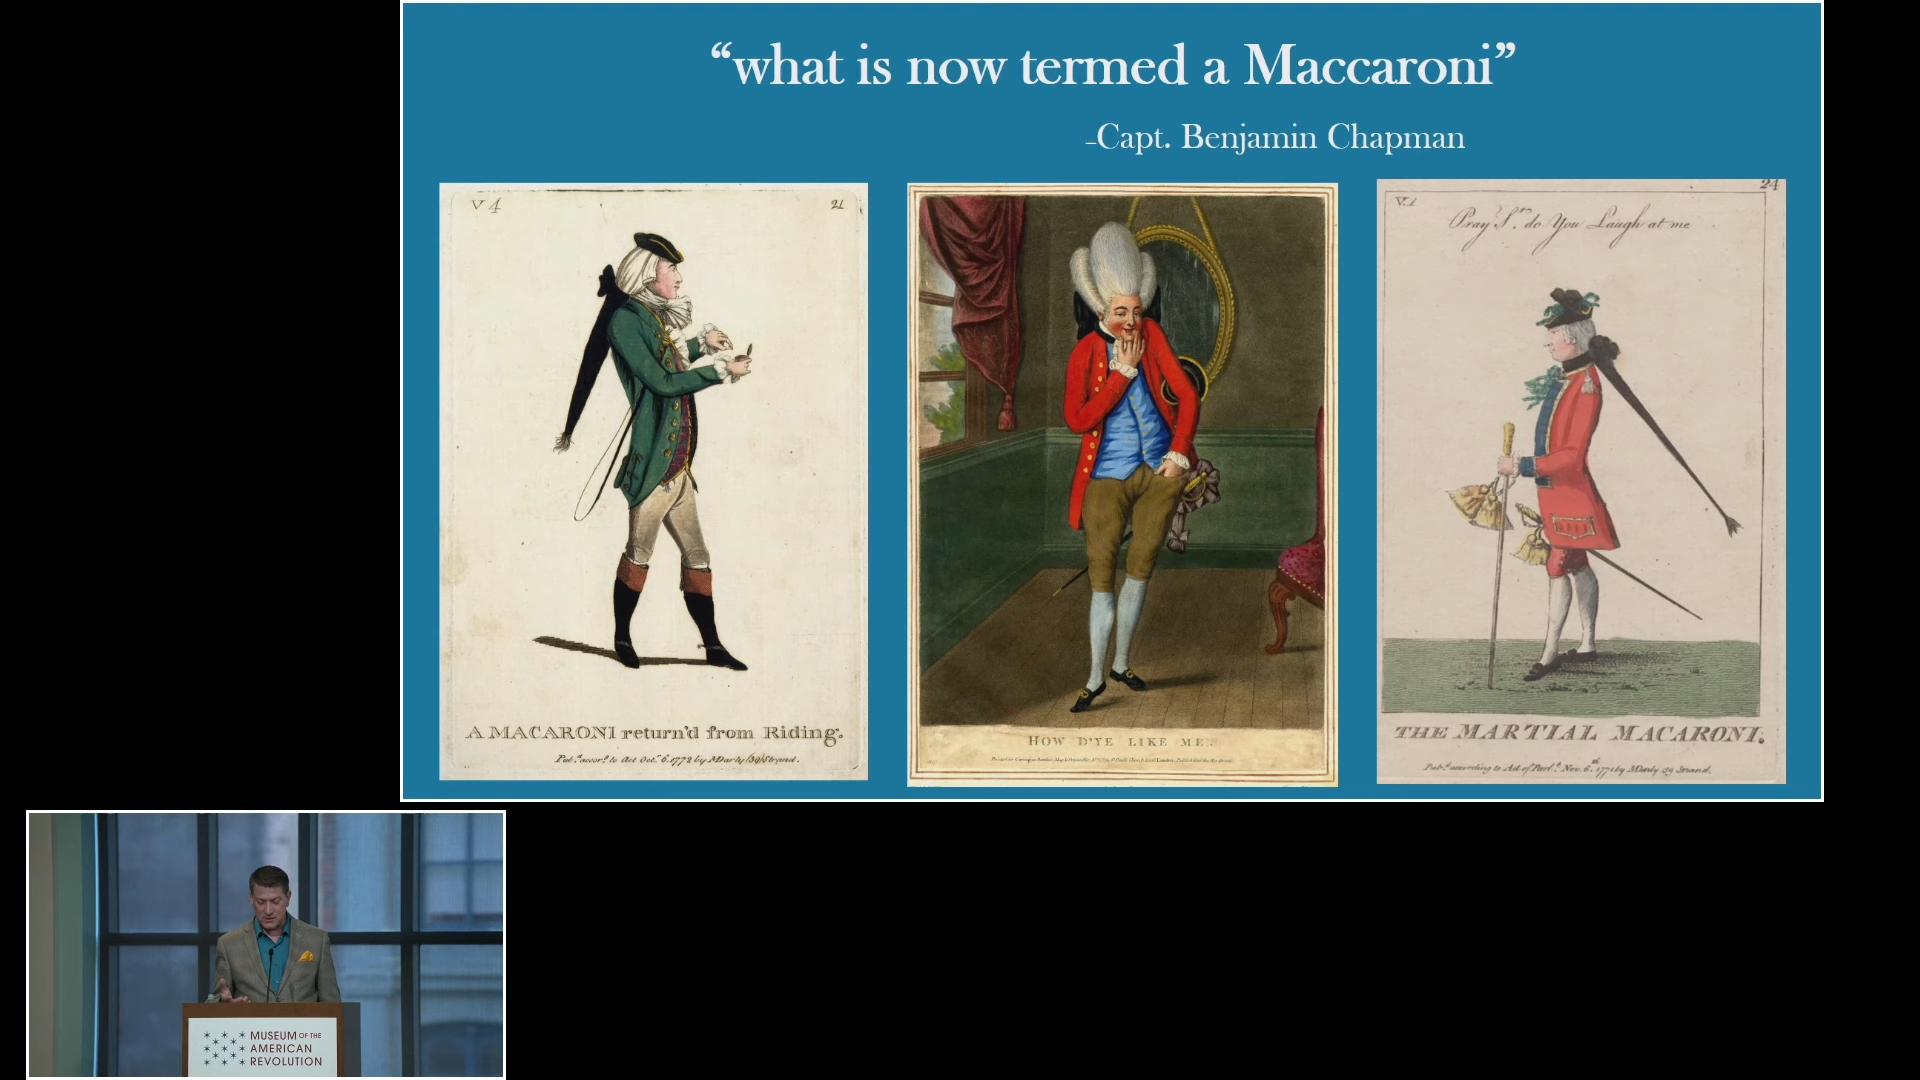 “what is now termed a Maccaroni”
-Capt. Benjamin Chapman
V 4
21
A MACARONI return'd from Riding.
Pub.d accor.g to Act Oct. 6. 1772 by MDarly (39) Strand.
HOW D'YE LIKE ME.
V.1
24
Pray S.r do You Laugh at me
THE MARTIAL MACARONI.
Pub.d according to Act of Parl.t Nov. 6.th 1771 by MDarly 39 Strand.
MUSEUM OF THE
AMERICAN
REVOLUTION